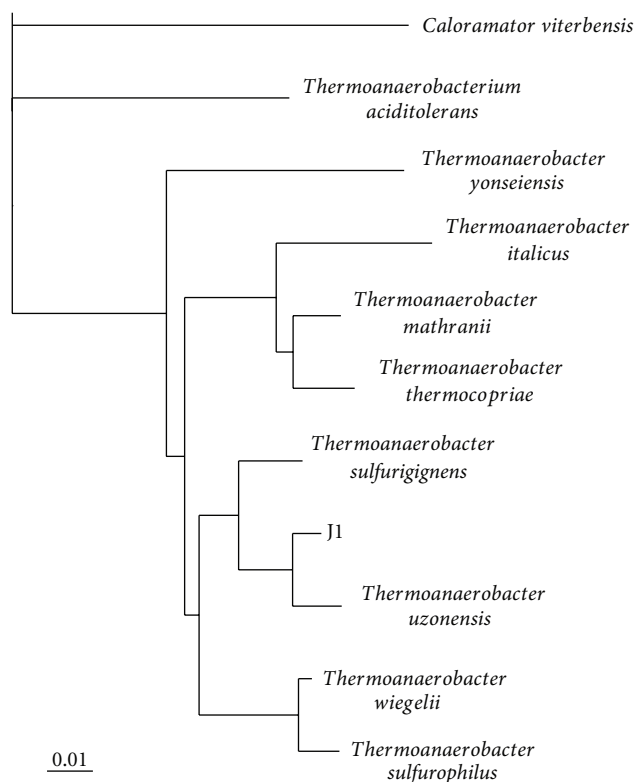 Caloramator viterbensis
Thermoanaerobacterium
aciditolerans
Thermoanaerobacter
yonseiensis
Thermoanaerobacter
italicus
Thermoanaerobacter
mathranii
Thermoanaerobacter
thermocopriae
Thermoanaerobacter
sulfurigignens
J1
Thermoanaerobacter
uzonensis
Thermoanaerobacter
wiegelii
Thermoanaerobacter
sulfurophilus
0.01